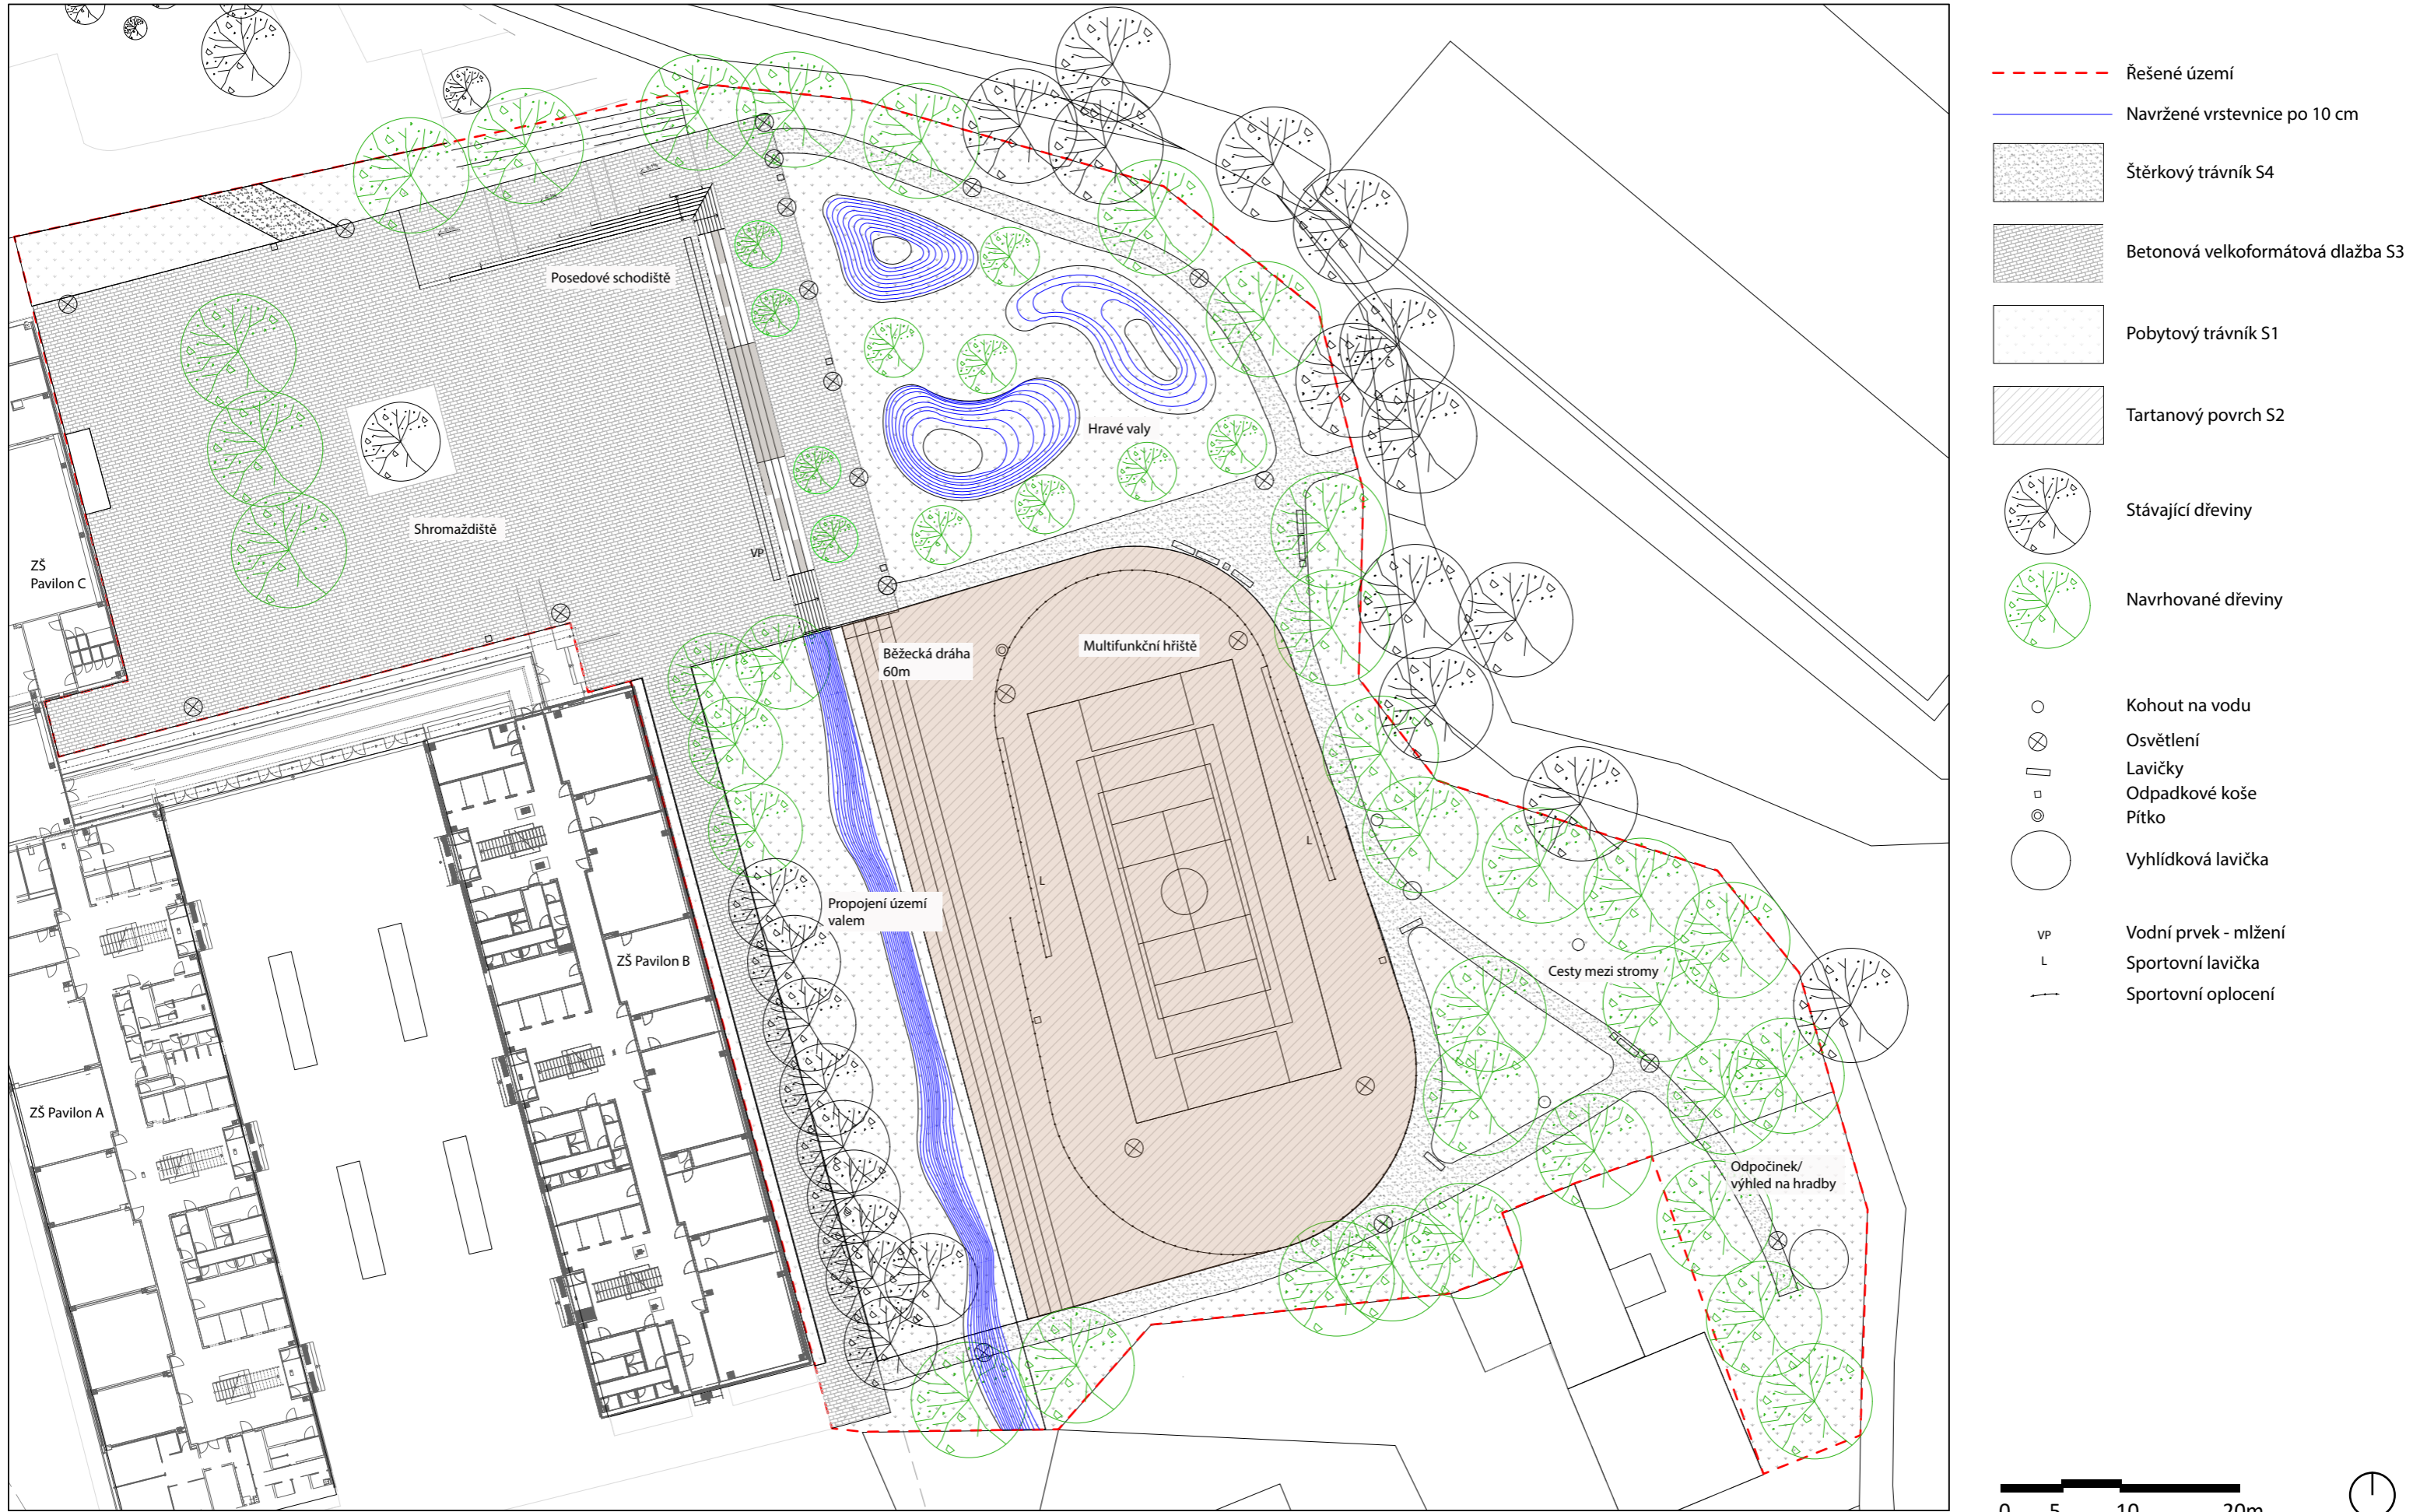 Posedové schodiště
Hravé valy
Shromaždiště
VP
ZŠ
Pavilon C
Běžecká dráha
60m
Multifunkční hřiště
L
L
Propojení území
valem
ZŠ Pavilon B
Cesty mezi stromy
ZŠ Pavilon A
Odpočinek/
výhled na hradby
Řešené území
Navržené vrstevnice po 10 cm
Štěrkový trávník S4
Betonová velkoformátová dlažba S3
Pobytový trávník S1
Tartanový povrch S2
Stávající dřeviny
Navrhované dřeviny
Kohout na vodu
Osvětlení
Lavičky
Odpadkové koše
Pítko
Vyhlídková lavička
VP Vodní prvek - mlžení
L Sportovní lavička
Sportovní oplocení
0 5 10 20m